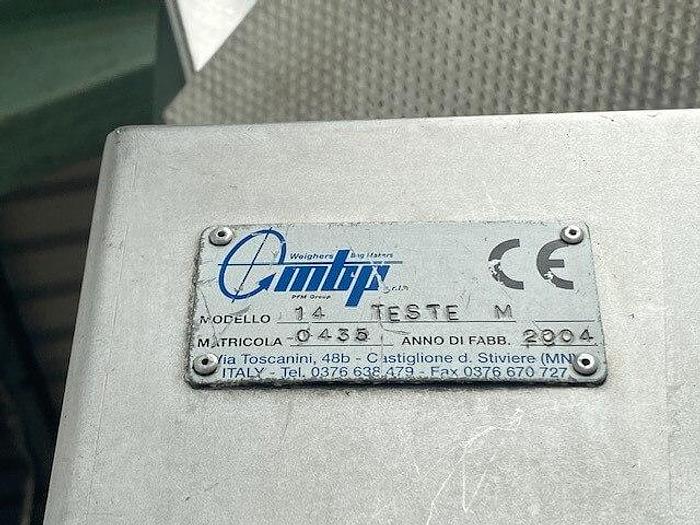 Weighers Bag Makers
mbp s.r.l.
PFM Group
CE
MODELLO 14 TESTE M
MATRICOLA 0435 ANNO DI FABB. 2004
Via Toscanini, 48b - Castiglione d. Stiviere (MN)
ITALY - Tel. 0376 638 479 - Fax 0376 670 727